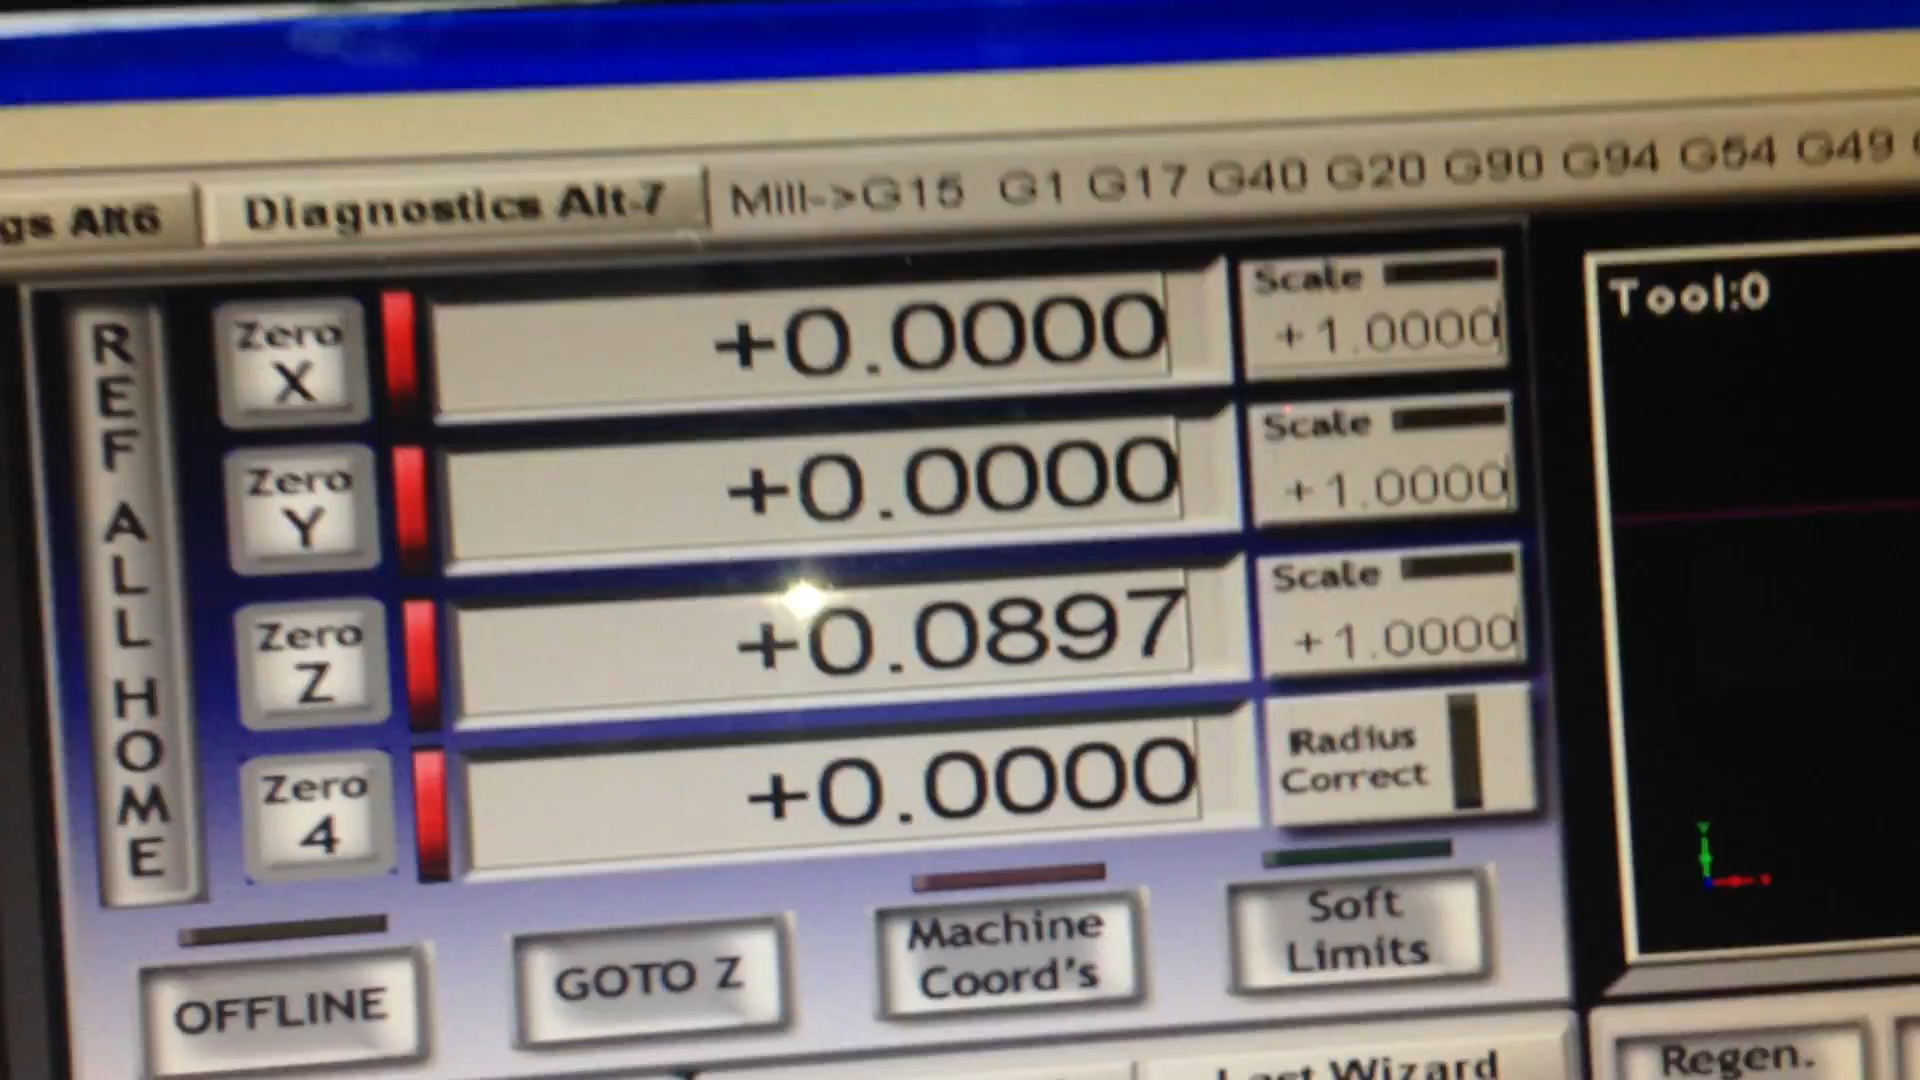 gs Alt6
Diagnostics Alt-7
Mill->G15 G1 G17 G40 G20 G90 G94 G54 G49
REF ALL HOME
Zero X
+0.0000
Scale
+1.0000
Tool:0
Zero Y
+0.0000
Scale
+1.0000
Zero Z
+0.0897
Scale
+1.0000
Zero 4
+0.0000
Radius
Correct
OFFLINE
GOTO Z
Machine
Coord's
Soft
Limits
Last Wizard
Regen.